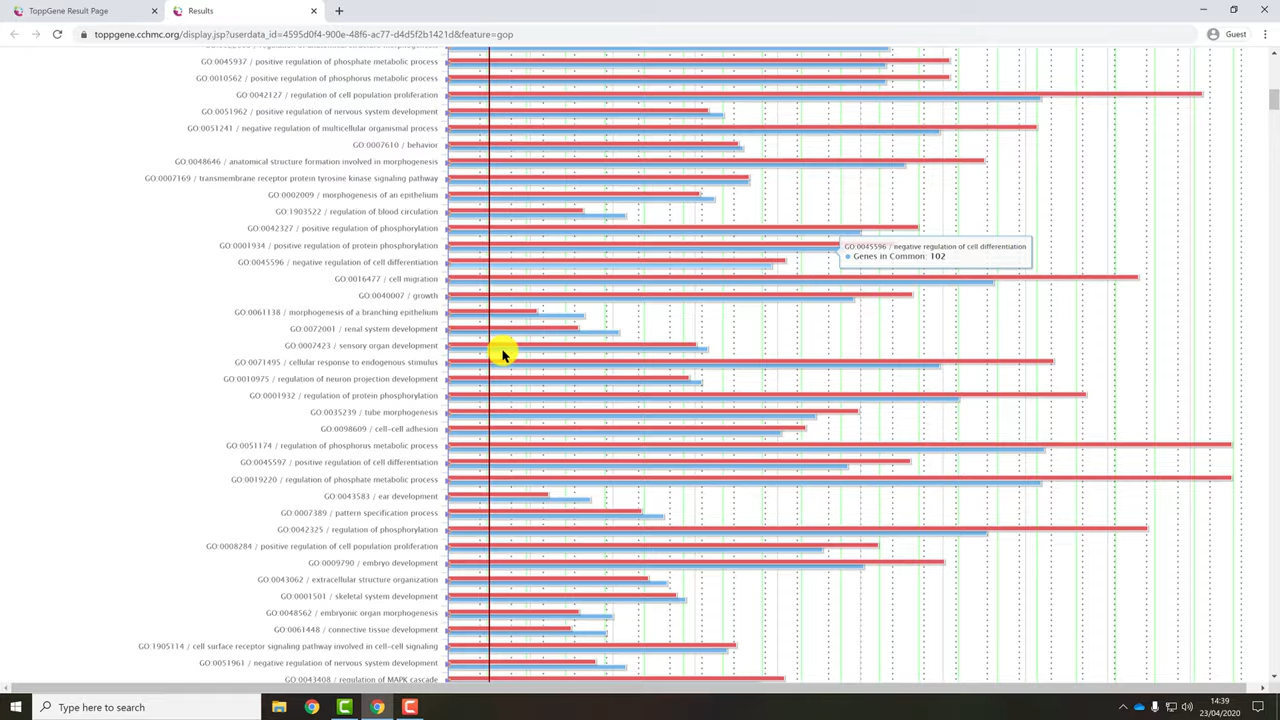 ToppGene Result Page
Results
toppgene.cchmc.org/display.jsp?userdata_id=4595d0f4-900e-48f6-ac77-d4d5f2b1421d&feature=gop
Guest
GO:0045937 / positive regulation of phosphate metabolic process
GO:0010562 / positive regulation of phosphorus metabolic process
GO:0042127 / regulation of cell population proliferation
GO:0051962 / positive regulation of nervous system development
GO:0051241 / negative regulation of multicellular organismal process
GO:0007610 / behavior
GO:0048646 / anatomical structure formation involved in morphogenesis
GO:0007169 / transmembrane receptor protein tyrosine kinase signaling pathway
GO:0002009 / morphogenesis of an epithelium
GO:1903522 / regulation of blood circulation
GO:0042327 / positive regulation of phosphorylation
GO:0001934 / positive regulation of protein phosphorylation
GO:0045596 / negative regulation of cell differentiation
Genes in Common: 102
GO:0045596 / negative regulation of cell differentiation
GO:0016477 / cell migration
GO:0040007 / growth
GO:0061138 / morphogenesis of a branching epithelium
GO:0072001 / renal system development
GO:0007423 / sensory organ development
GO:0071495 / cellular response to endogenous stimulus
GO:0010975 / regulation of neuron projection development
GO:0001932 / regulation of protein phosphorylation
GO:0035239 / tube morphogenesis
GO:0098609 / cell-cell adhesion
GO:0051174 / regulation of phosphorus metabolic process
GO:0045597 / positive regulation of cell differentiation
GO:0019220 / regulation of phosphate metabolic process
GO:0043583 / ear development
GO:0007389 / pattern specification process
GO:0042325 / regulation of phosphorylation
GO:0008284 / positive regulation of cell population proliferation
GO:0009790 / embryo development
GO:0043062 / extracellular structure organization
GO:0001501 / skeletal system development
GO:0048562 / embryonic organ morphogenesis
GO:0061448 / connective tissue development
GO:1905114 / cell surface receptor signaling pathway involved in cell-cell signaling
GO:0051961 / negative regulation of nervous system development
GO:0043408 / regulation of MAPK cascade
Type here to search
14:39
23/04/2020